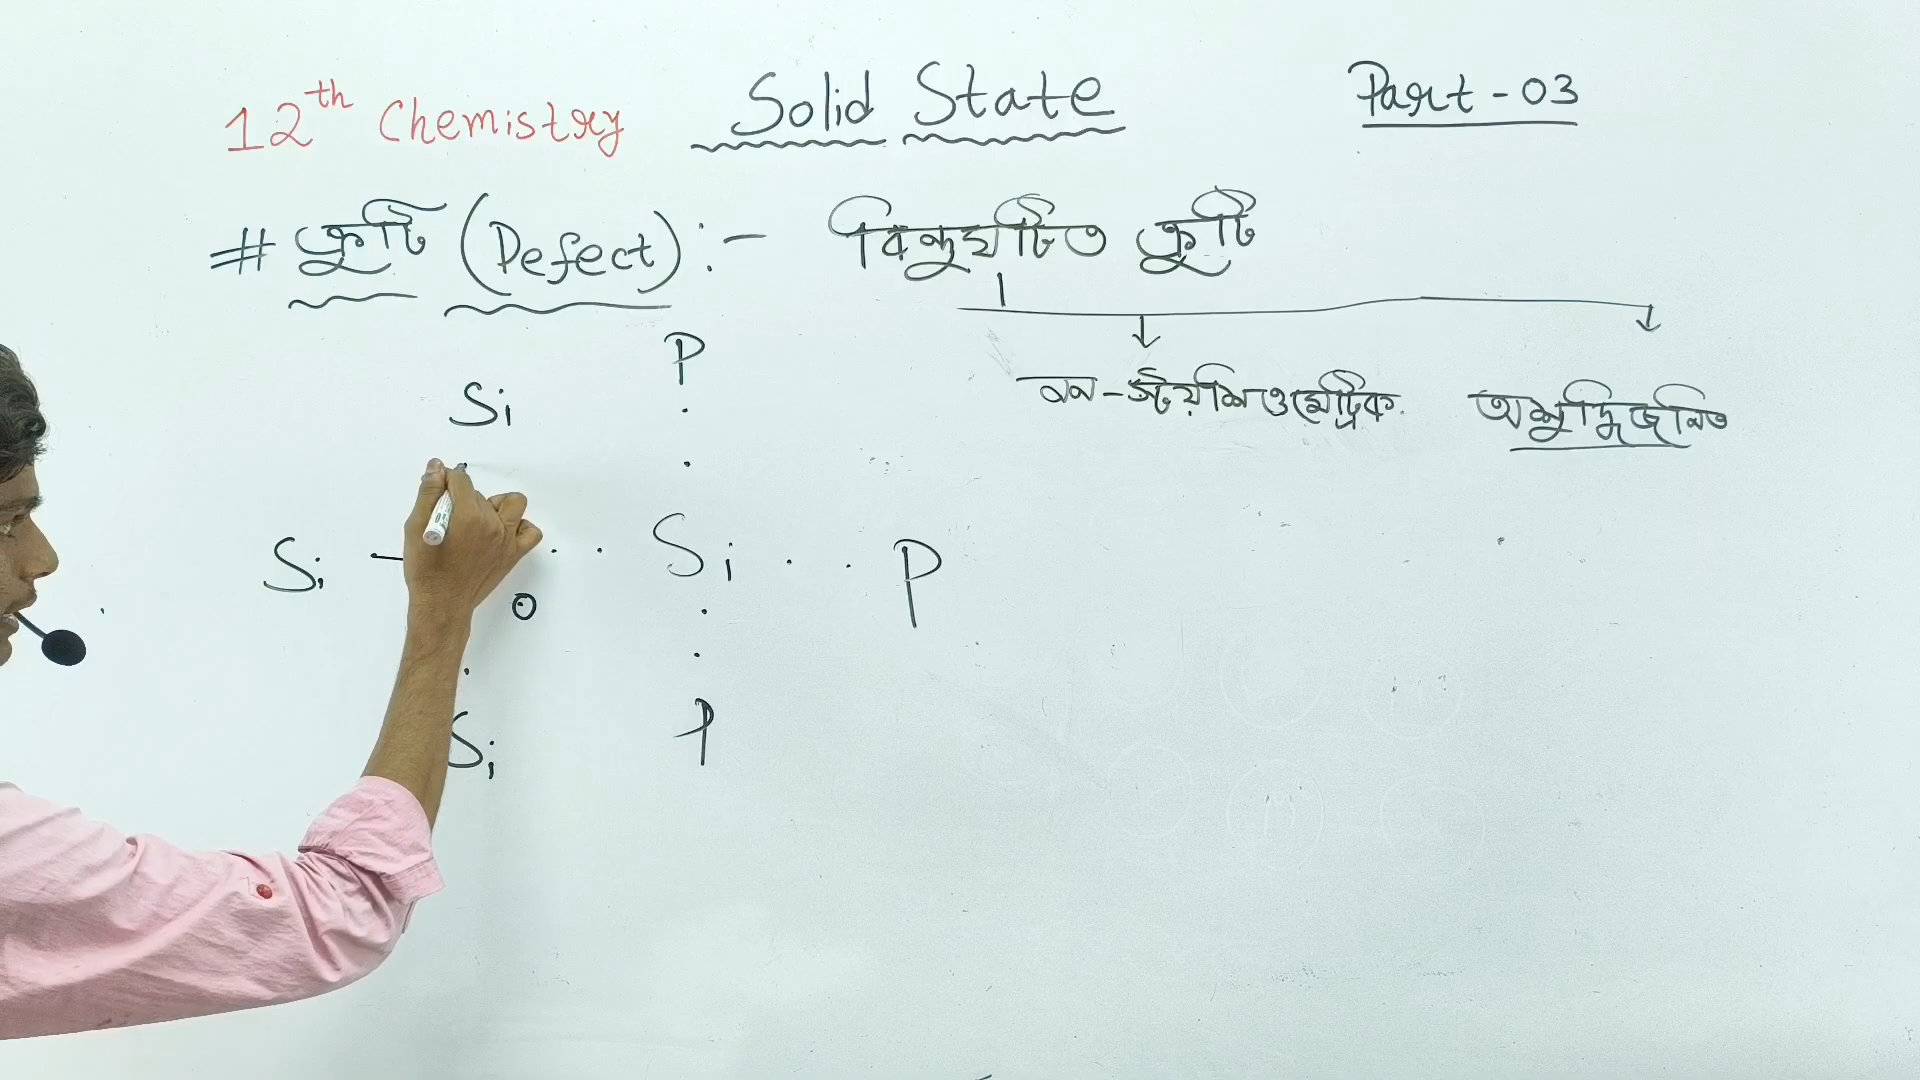 12th Chemistry Solid State Part - 03
# ত্রুটি (Defect) :- বিন্দুঘটিত ত্রুটি
নন - স্টয়শিওমেট্রিক অশুদ্ধিজনিত
P
Si
Si Si P
Si P